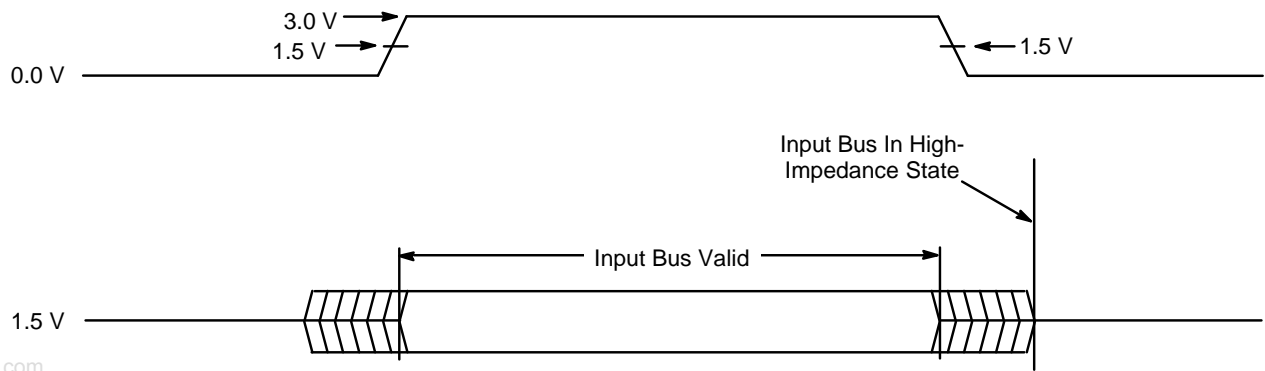 3.0 V
1.5 V
1.5 V
0.0 V
Input Bus In High-
Impedance State
Input Bus Valid
1.5 V
com